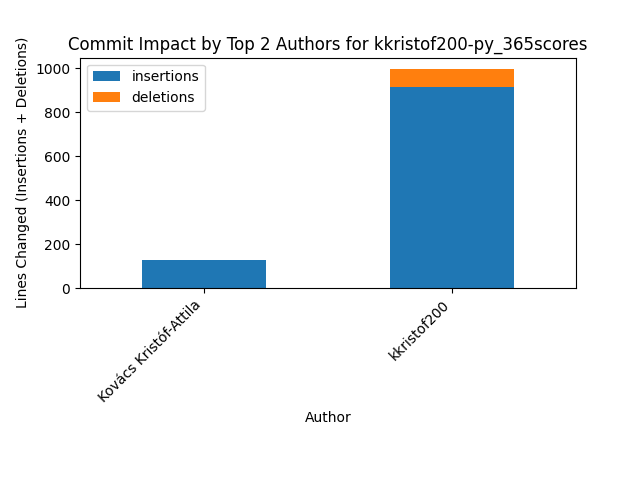 Commit Impact by Top 2 Authors for kkristof200-py_365scores
Lines Changed (Insertions + Deletions)
1000
800
600
400
200
0
insertions
deletions
Kovács Kristóf-Attila
kkristof200
Author